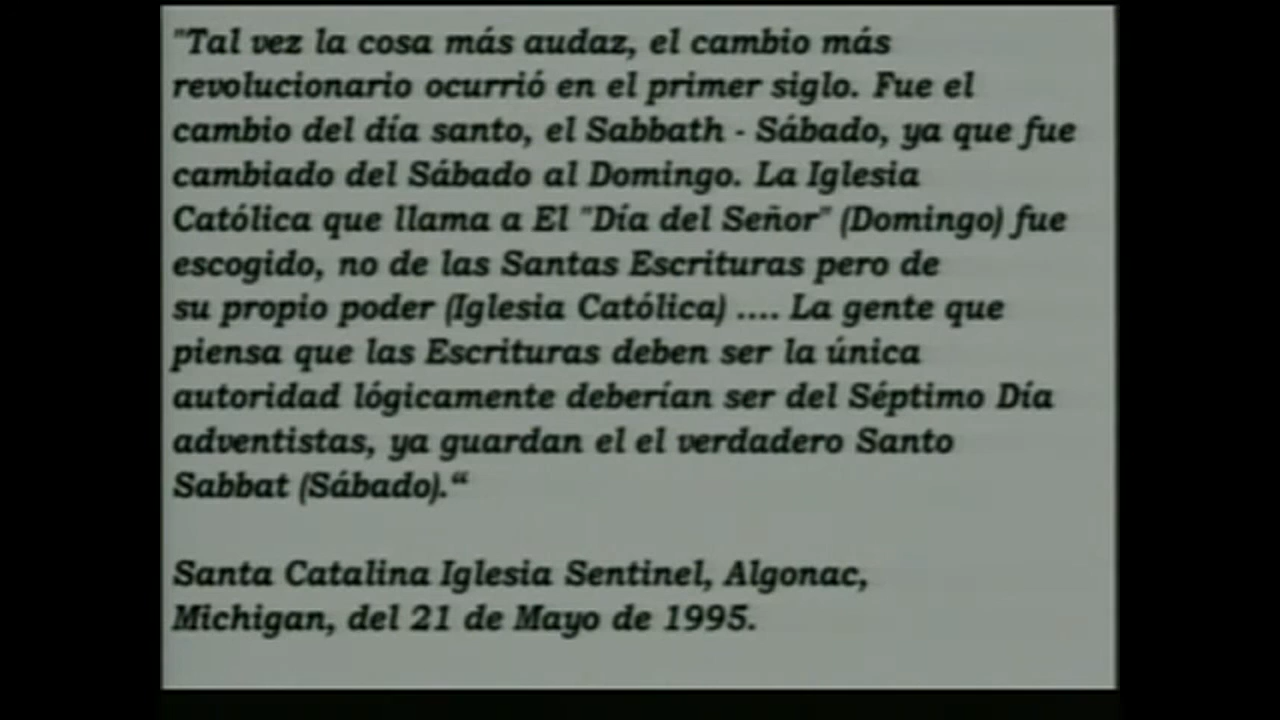 "Tal vez la cosa más audaz, el cambio más
revolucionario ocurrió en el primer siglo. Fue el
cambio del día santo, el Sabbath - Sábado, ya que fue
cambiado del Sábado al Domingo. La Iglesia
Católica que llama a El "Día del Señor" (Domingo) fue
escogido, no de las Santas Escrituras pero de
su propio poder (Iglesia Católica) .... La gente que
piensa que las Escrituras deben ser la única
autoridad lógicamente deberían ser del Séptimo Día
adventistas, ya guardan el el verdadero Santo
Sabbat (Sábado).“
Santa Catalina Iglesia Sentinel, Algonac,
Michigan, del 21 de Mayo de 1995.